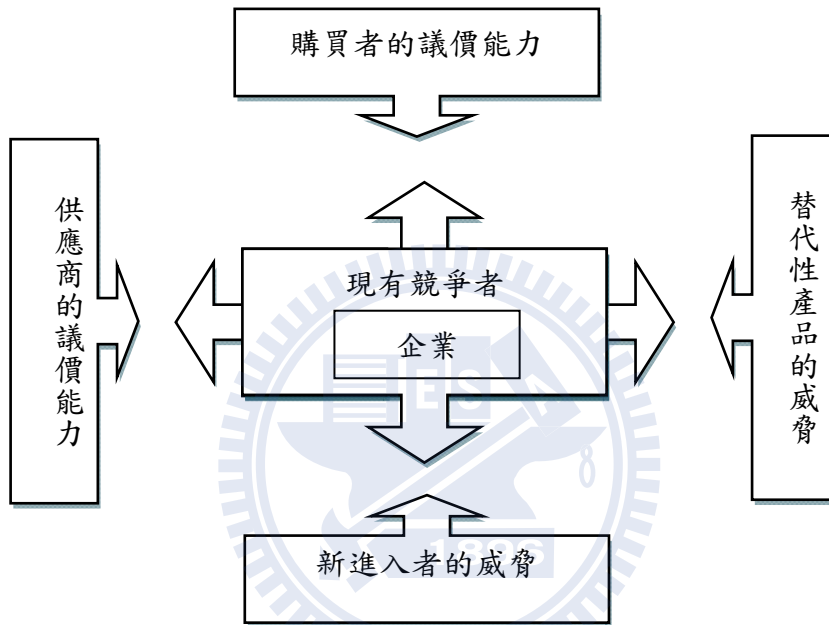 購買者的議價能力
供應商的議價能力
現有競爭者
企業
替代性產品的威脅
新進入者的威脅
ESA
1896